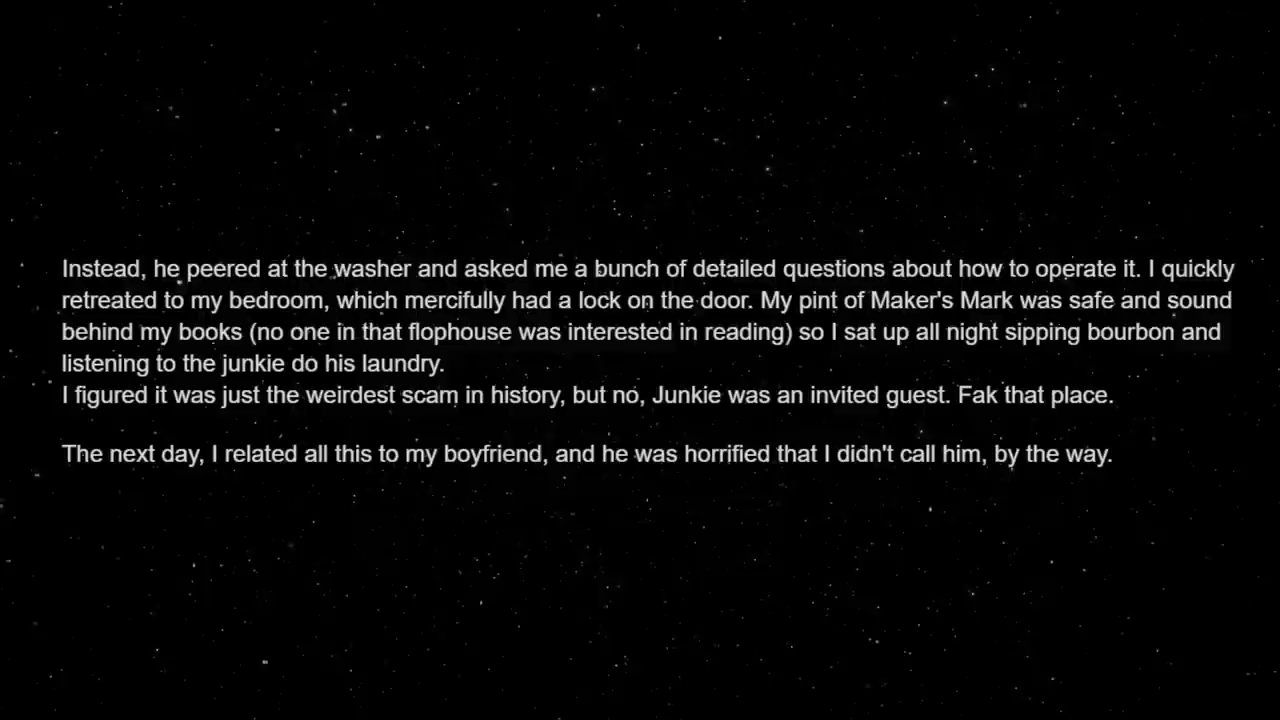 Instead, he peered at the washer and asked me a bunch of detailed questions about how to operate it. I quickly
retreated to my bedroom, which mercifully had a lock on the door. My pint of Maker's Mark was safe and sound
behind my books (no one in that flophouse was interested in reading) so I sat up all night sipping bourbon and
listening to the junkie do his laundry.
I figured it was just the weirdest scam in history, but no, Junkie was an invited guest. Fak that place.
The next day, I related all this to my boyfriend, and he was horrified that I didn't call him, by the way.